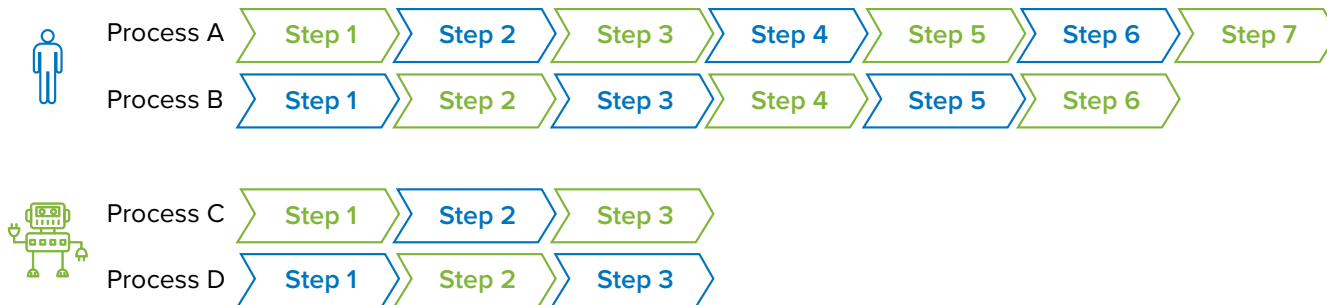 Process A Step 1 Step 2 Step 3 Step 4 Step 5 Step 6 Step 7
Process B Step 1 Step 2 Step 3 Step 4 Step 5 Step 6
Process C Step 1 Step 2 Step 3
Process D Step 1 Step 2 Step 3